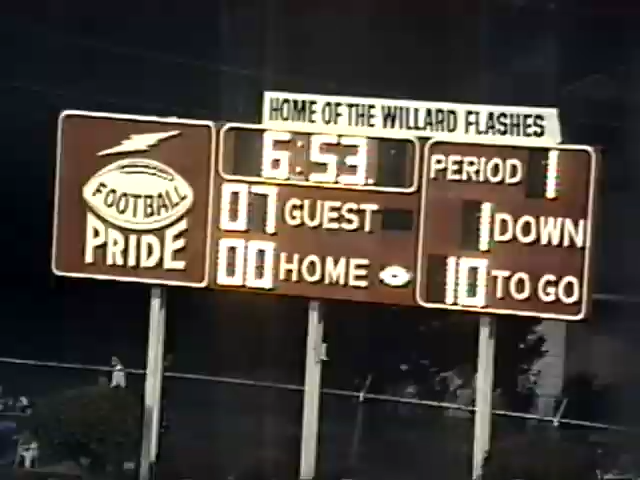 HOME OF THE WILLARD FLASHES
FOOTBALL
PRIDE
6:53
07 GUEST
00 HOME
PERIOD 1
1 DOWN
10 TO GO